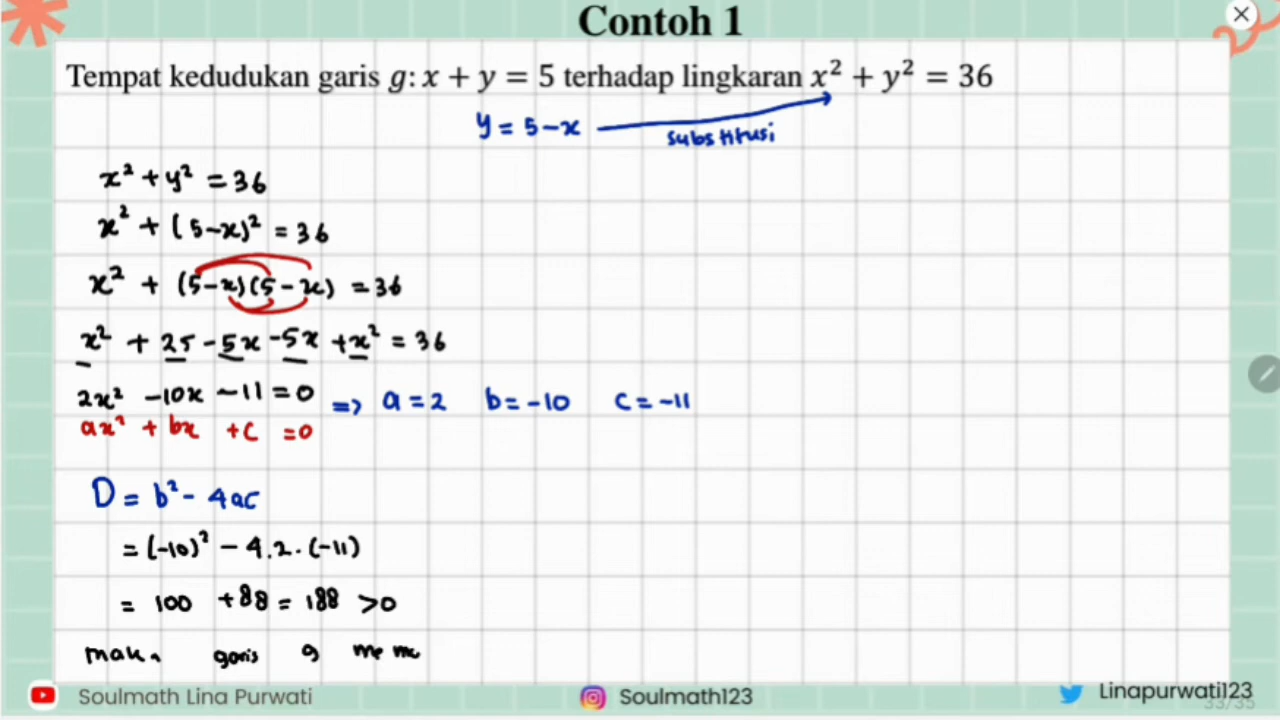 Contoh 1
Tempat kedudukan garis g: x + y = 5 terhadap lingkaran x² + y² = 36
y = 5 - x
substitusi
x² + y² = 36
x² + (5-x)² = 36
x² + (5-x)(5-x) = 36
x² + 25 - 5x - 5x + x² = 36
2x² - 10x - 11 = 0 => a = 2 b = -10 c = -11
ax² + bx + c = 0
D = b² - 4ac
= (-10)² - 4.2.(-11)
= 100 + 88 = 188 > 0
garis g
Soulmath Lina Purwati
Soulmath123
Linapurwati123
33/35